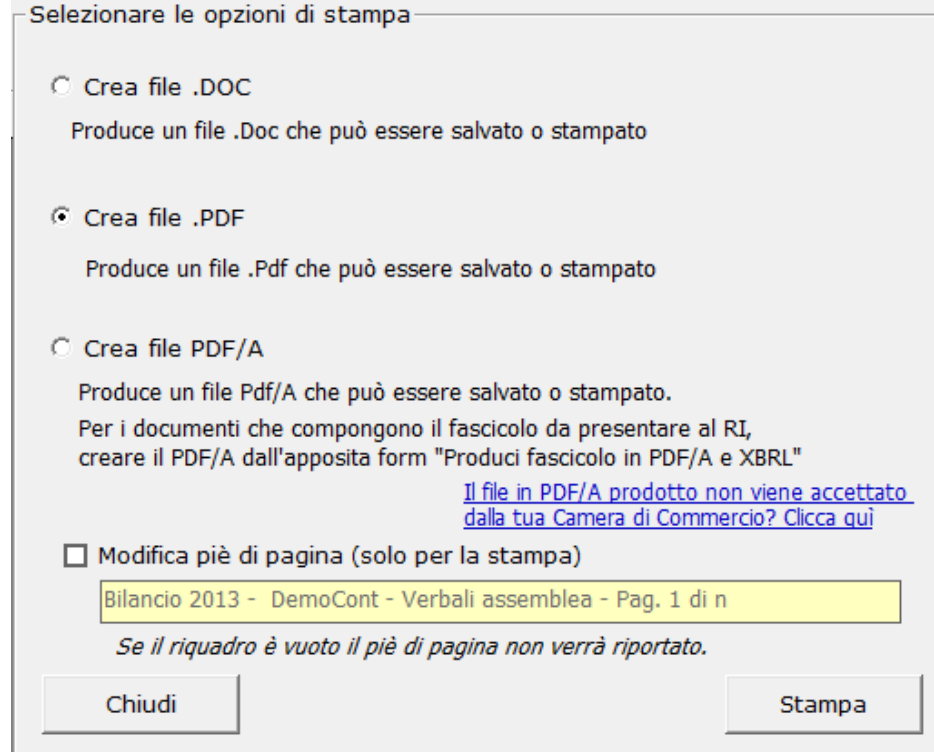 Selezionare le opzioni di stampa
Crea file .DOC
Produce un file .Doc che può essere salvato o stampato
Crea file .PDF
Produce un file .Pdf che può essere salvato o stampato
Crea file PDF/A
Produce un file Pdf/A che può essere salvato o stampato.
Per i documenti che compongono il fascicolo da presentare al RI,
creare il PDF/A dall'apposita form "Produci fascicolo in PDF/A e XBRL"
Il file in PDF/A prodotto non viene accettato
dalla tua Camera di Commercio? Clicca quì
Modifica piè di pagina (solo per la stampa)
Bilancio 2013 -  DemoCont - Verbali assemblea - Pag. 1 di n
Se il riquadro è vuoto il piè di pagina non verrà riportato.
Chiudi
Stampa